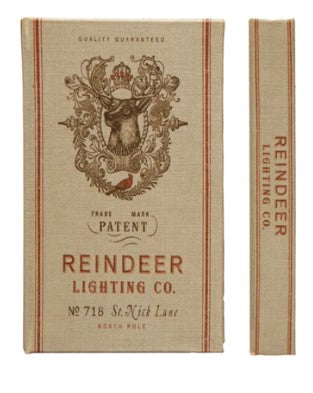 QUALITY GUARANTEED
TRADE MARK
PATENT
REINDEER
LIGHTING CO.
No 718 St. Nick Lane
NORTH POLE
REINDEER
LIGHTING CO.